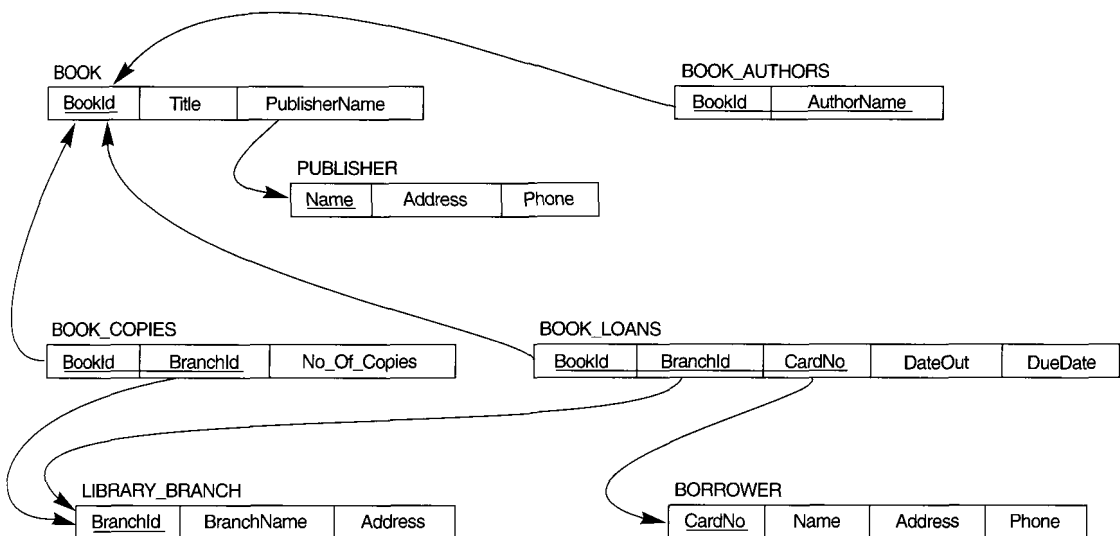 BOOK
BookId Title PublisherName
BOOK_AUTHORS
BookId AuthorName
PUBLISHER
Name Address Phone
BOOK_COPIES
BookId BranchId No_Of_Copies
BOOK_LOANS
BookId BranchId CardNo DateOut DueDate
LIBRARY_BRANCH
BranchId BranchName Address
BORROWER
CardNo Name Address Phone